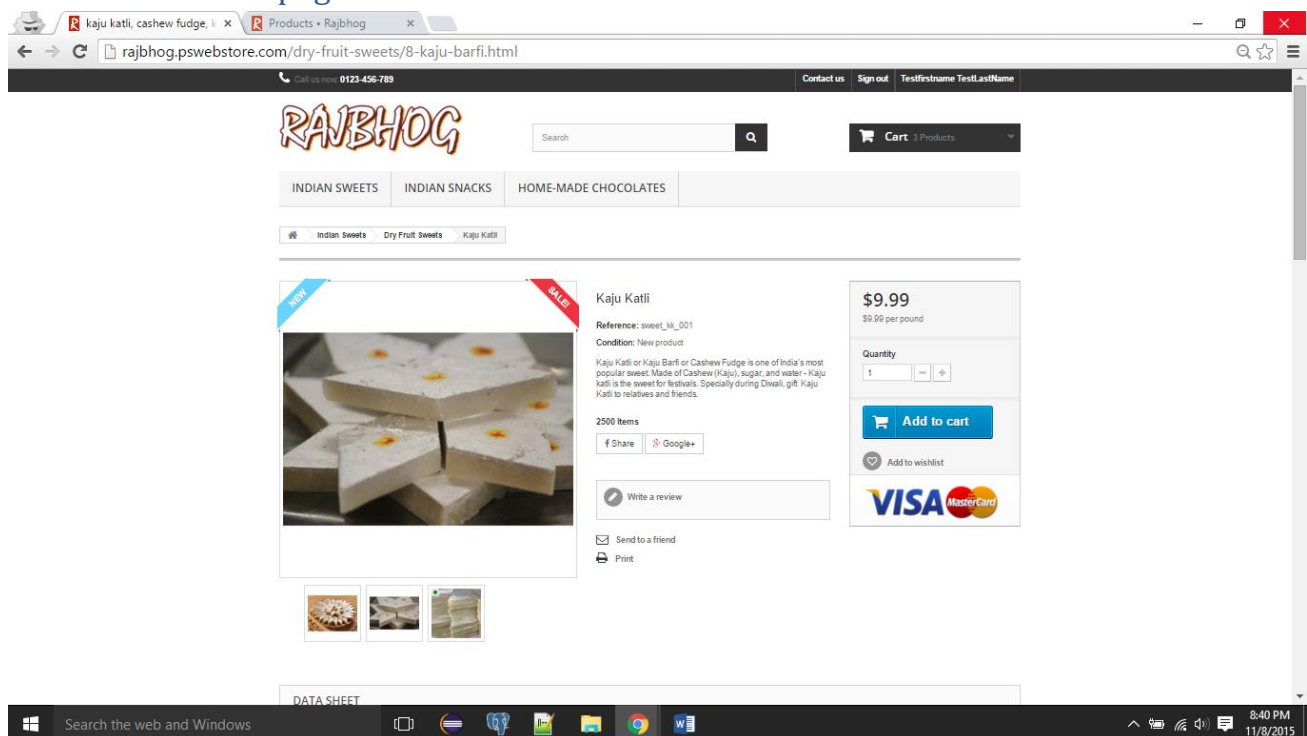 kaju katli, cashew fudge, k
Products • Rajbhog
rajbhog.pswebstore.com/dry-fruit-sweets/8-kaju-barfi.html
Call us now: 0123-456-789
Contact us Sign out Testfirstname TestLastName
RAJBHOG
Search
Cart 3 Products
INDIAN SWEETS INDIAN SNACKS HOME-MADE CHOCOLATES
Indian Sweets Dry Fruit Sweets Kaju Katli
NEW
SALE!
Kaju Katli
Reference: sweet_kk_001
Condition: New product
Kaju Katli or Kaju Barfi or Cashew Fudge is one of India's most
popular sweet. Made of Cashew (Kaju), sugar, and water - Kaju
katli is the sweet for festivals. Specially during Diwali, gift Kaju
Katli to relatives and friends.
2500 Items
f Share Google+
Write a review
Send to a friend
Print
$9.99
$9.99 per pound
Quantity
1
Add to cart
Add to wishlist
VISA MasterCard
DATA SHEET
Search the web and Windows
8:40 PM
11/8/2015